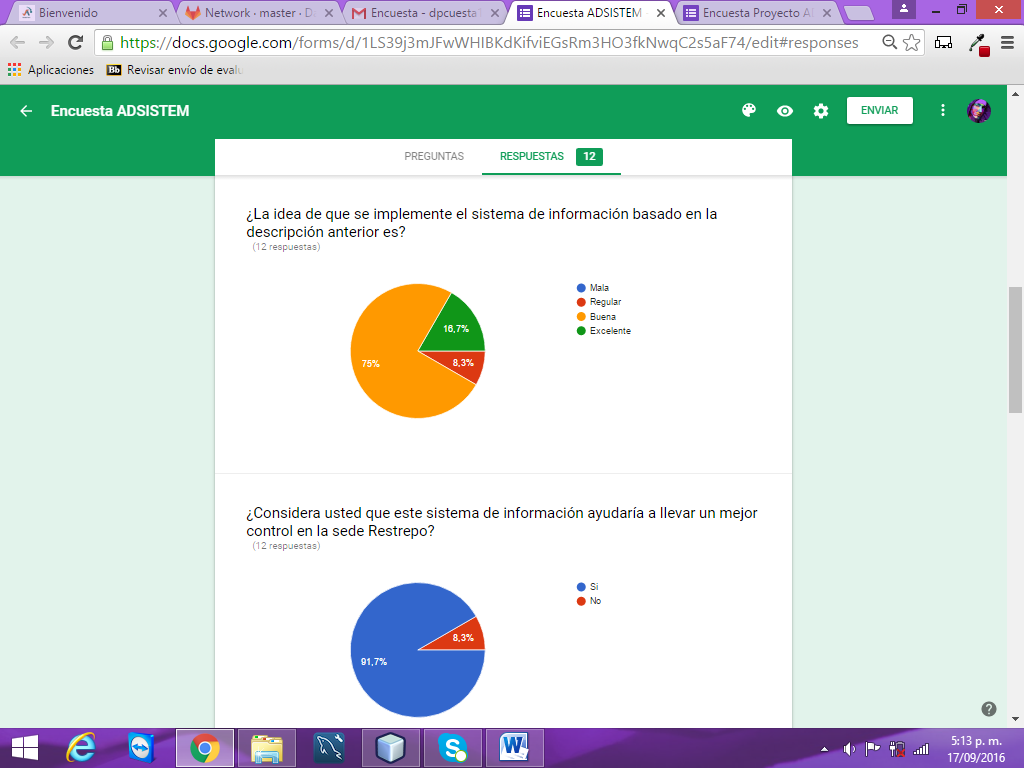 Bienvenido
Network · master · D
Encuesta - dpcuesta
Encuesta ADSISTEM
Encuesta Proyecto A
https://docs.google.com/forms/d/1LS39j3mJFwWHIBKdKifviEGsRm3HO3fkNwqC2s5aF74/edit#responses
Aplicaciones
Bb Revisar envío de evalu
Encuesta ADSISTEM
ENVIAR
PREGUNTAS
RESPUESTAS 12
¿La idea de que se implemente el sistema de información basado en la
descripción anterior es?
(12 respuestas)
Mala
Regular
Buena
Excelente
16,7%
8,3%
75%
¿Considera usted que este sistema de información ayudaría a llevar un mejor
control en la sede Restrepo?
(12 respuestas)
Si
No
8,3%
91,7%
5:13 p. m.
17/09/2016